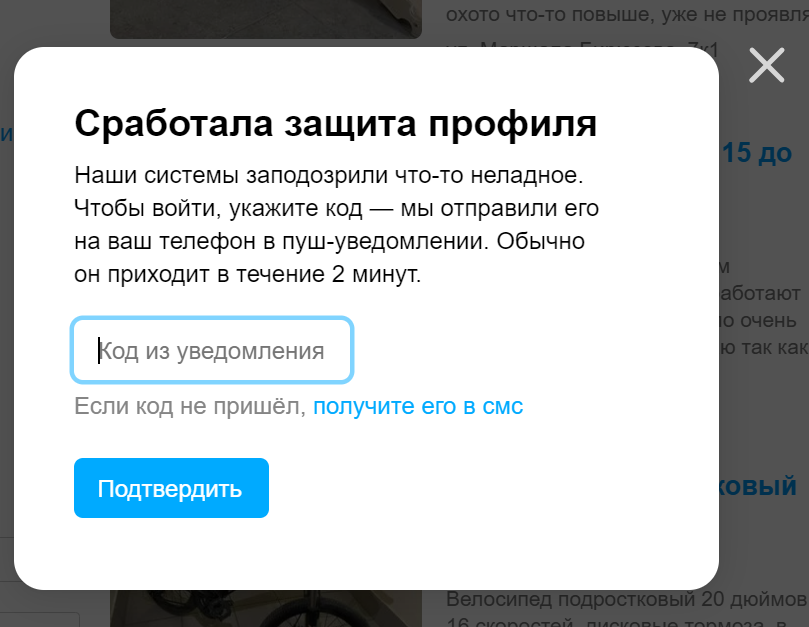 охото что-то повыше, уже не проявля
Сработала защита профиля
Наши системы заподозрили что-то неладное.
Чтобы войти, укажите код — мы отправили его
на ваш телефон в пуш-уведомлении. Обычно
он приходит в течение 2 минут.
Код из уведомления
Если код не пришёл, получите его в смс
Подтвердить
и
15 до
м
аботают
о очень
ю так как
ковый
Велосипед подростковый 20 дюймов
16 скоростей, дисковые тормоза, в